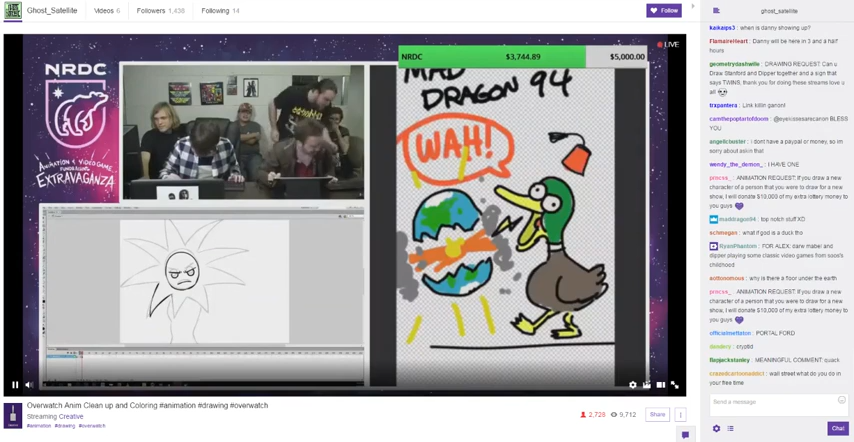 Ghost_Satellite
Videos 6
Followers 1,438
Following 14
Follow
ghost_satellite
LIVE
NRDC
ANIMATION & VIDEO GAME
FUNDRAISING
EXTRAVAGANZA
NRDC $3,744.89 $5,000.00
MAD
DRAGON 94
WAH!
Overwatch Anim Clean up and Coloring #animation #drawing #overwatch
Streaming Creative
#animation #drawing #overwatch
2,728 9,712
Share
kaikaips3 : when is danny showing up?
FlamaireHeart : Danny will be here in 3 and a half
hours
geometrydashwille : DRAWING REQUEST: Can u
Draw Stanford and Dipper together and a sign that
says TWINS, thank you for doing these streams love u
all
trxpantera : Link killin ganon!
camthepoptartofdoom : BLESS
YOU
angelcluster : i dont have a paypal or money, so im
sorry about askin that
wendy_the_demon_ : I HAVE ONE
princss_ : ANIMATION REQUEST: If you draw a new
character of a person that you were to draw for a new
show, I will donate $10,000 of my extra lottery money to
you guys
maddragon94 : top notch stuff XD
schmegan : what if god is a duck tho
RyanPhantom : FOR ALEX: draw mabel and
dipper playing some classic video games from soos's
childhood
acidonomous : why is there a floor under the earth
princss_ : ANIMATION REQUEST: If you draw a new
character of a person that you were to draw for a new
show, I will donate $10,000 of my extra lottery money to
you guys
officialmeflaton : PORTAL FORD
dandery : cryptid
flapjackstanley : MEANINGFUL COMMENT: quack
crazedcartoonaddict : wall street what do you do in
your free time
Send a message
Chat